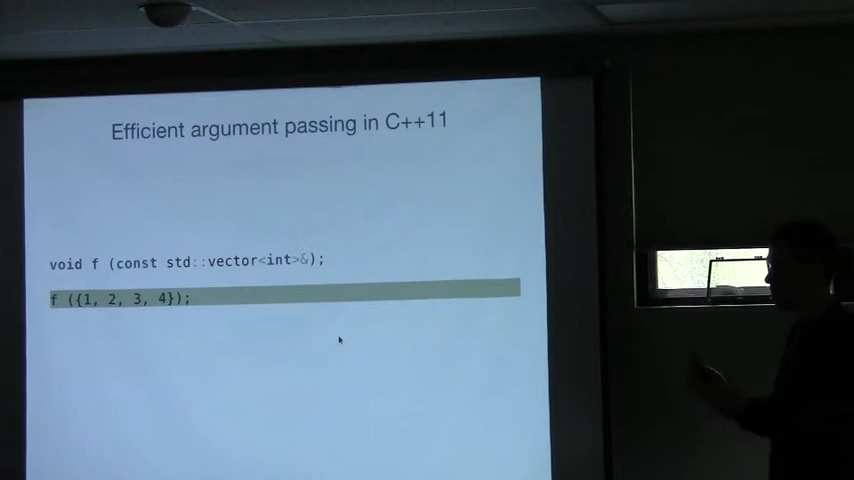 Efficient argument passing in C++11
void f (const std::vector<int>&);
f ({1, 2, 3, 4});